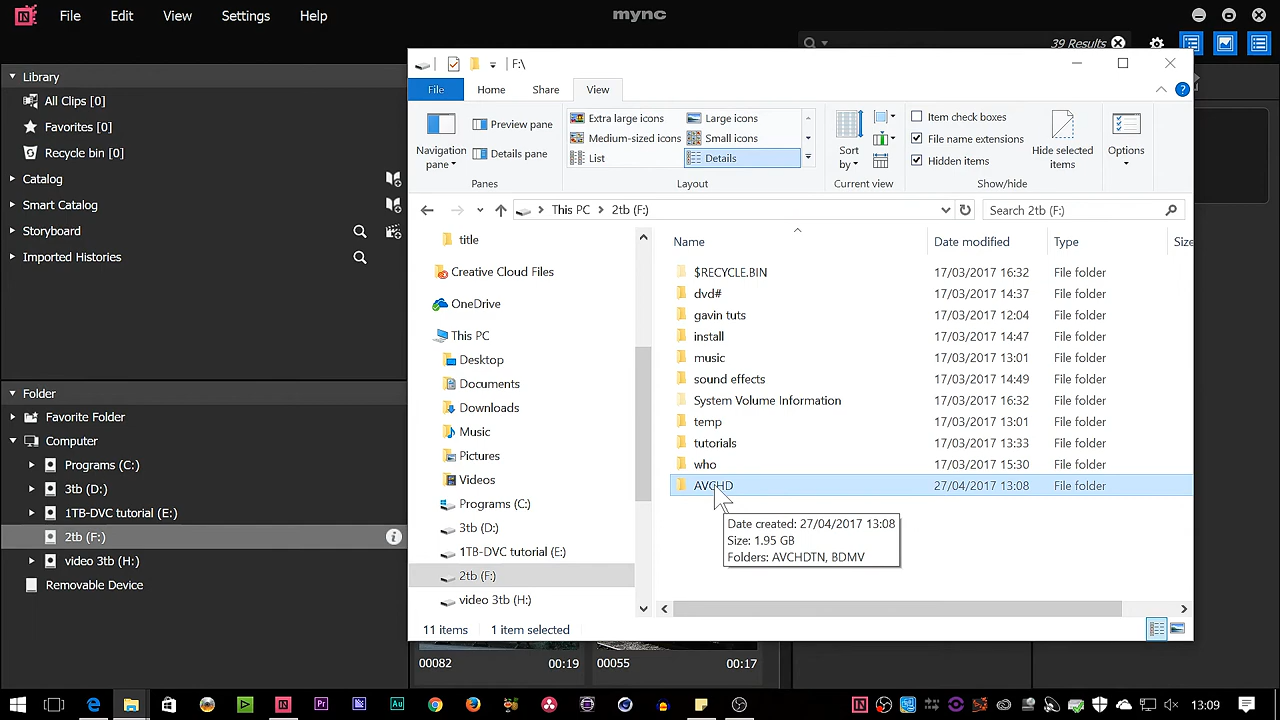 File Edit View Settings Help
mync
39 Results
Library
All Clips [0]
Favorites [0]
Recycle bin [0]
Catalog
Smart Catalog
Storyboard
Imported Histories
Folder
Favorite Folder
Computer
Programs (C:)
3tb (D:)
1TB-DVC tutorial (E:)
2tb (F:)
video 3tb (H:)
Removable Device
F:\
File Home Share View
Navigation pane
Preview pane
Details pane
Panes
Extra large icons Large icons
Medium-sized icons Small icons
List Details
Layout
Sort by
Current view
Item check boxes
File name extensions
Hidden items
Hide selected items
Show/hide
Options
This PC 2tb (F:)
Search 2tb (F:)
title
Creative Cloud Files
OneDrive
This PC
Desktop
Documents
Downloads
Music
Pictures
Videos
Programs (C:)
3tb (D:)
1TB-DVC tutorial (E:)
2tb (F:)
video 3tb (H:)
Name Date modified Type Size
$RECYCLE.BIN 17/03/2017 16:32 File folder
dvd# 17/03/2017 14:37 File folder
gavin tuts 17/03/2017 12:04 File folder
install 17/03/2017 14:47 File folder
music 17/03/2017 13:01 File folder
sound effects 17/03/2017 14:49 File folder
System Volume Information 17/03/2017 16:32 File folder
temp 17/03/2017 13:01 File folder
tutorials 17/03/2017 13:33 File folder
who 17/03/2017 15:30 File folder
AVCHD 27/04/2017 13:08 File folder
Date created: 27/04/2017 13:08
Size: 1.95 GB
Folders: AVCHDTN, BDMV
11 items 1 item selected
00082 00:19 00055 00:17
Pr W Au
13:09